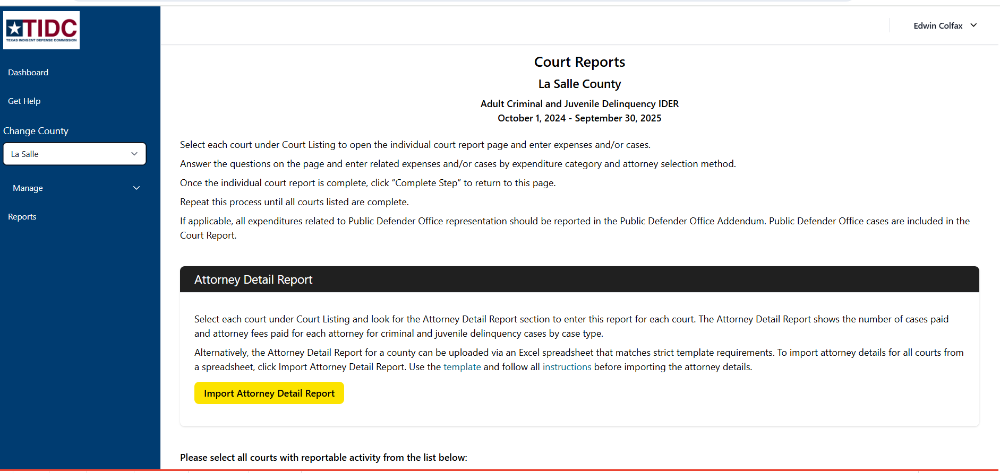 TIDC
TEXAS INDIGENT DEFENSE COMMISSION
Dashboard
Get Help
Change County
La Salle
Manage
Reports
Edwin Colfax
Court Reports
La Salle County
Adult Criminal and Juvenile Delinquency IDER
October 1, 2024 - September 30, 2025
Select each court under Court Listing to open the individual court report page and enter expenses and/or cases.
Answer the questions on the page and enter related expenses and/or cases by expenditure category and attorney selection method.
Once the individual court report is complete, click “Complete Step” to return to this page.
Repeat this process until all courts listed are complete.
If applicable, all expenditures related to Public Defender Office representation should be reported in the Public Defender Office Addendum. Public Defender Office cases are included in the
Court Report.
Attorney Detail Report
Select each court under Court Listing and look for the Attorney Detail Report section to enter this report for each court. The Attorney Detail Report shows the number of cases paid
and attorney fees paid for each attorney for criminal and juvenile delinquency cases by case type.
Alternatively, the Attorney Detail Report for a county can be uploaded via an Excel spreadsheet that matches strict template requirements. To import attorney details for all courts from
a spreadsheet, click Import Attorney Detail Report. Use the template and follow all instructions before importing the attorney details.
Import Attorney Detail Report
Please select all courts with reportable activity from the list below: